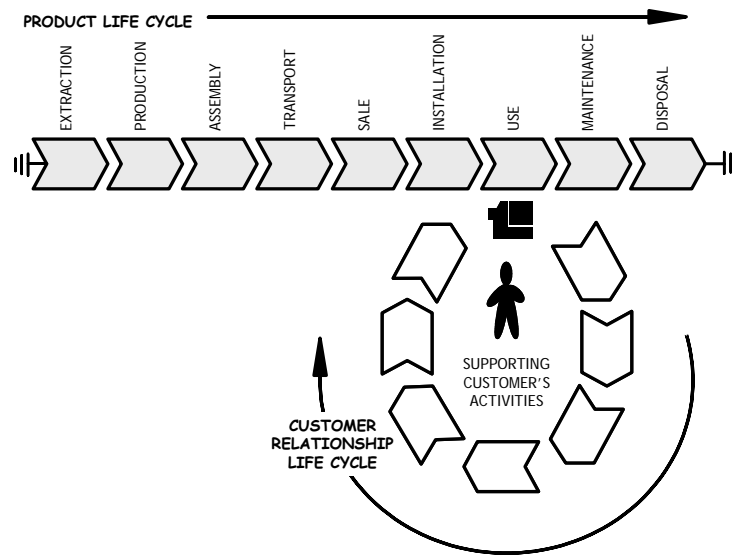 PRODUCT LIFE CYCLE
EXTRACTION
PRODUCTION
ASSEMBLY
TRANSPORT
SALE
INSTALLATION
USE
MAINTENANCE
DISPOSAL
SUPPORTING
CUSTOMER'S
ACTIVITIES
CUSTOMER
RELATIONSHIP
LIFE CYCLE